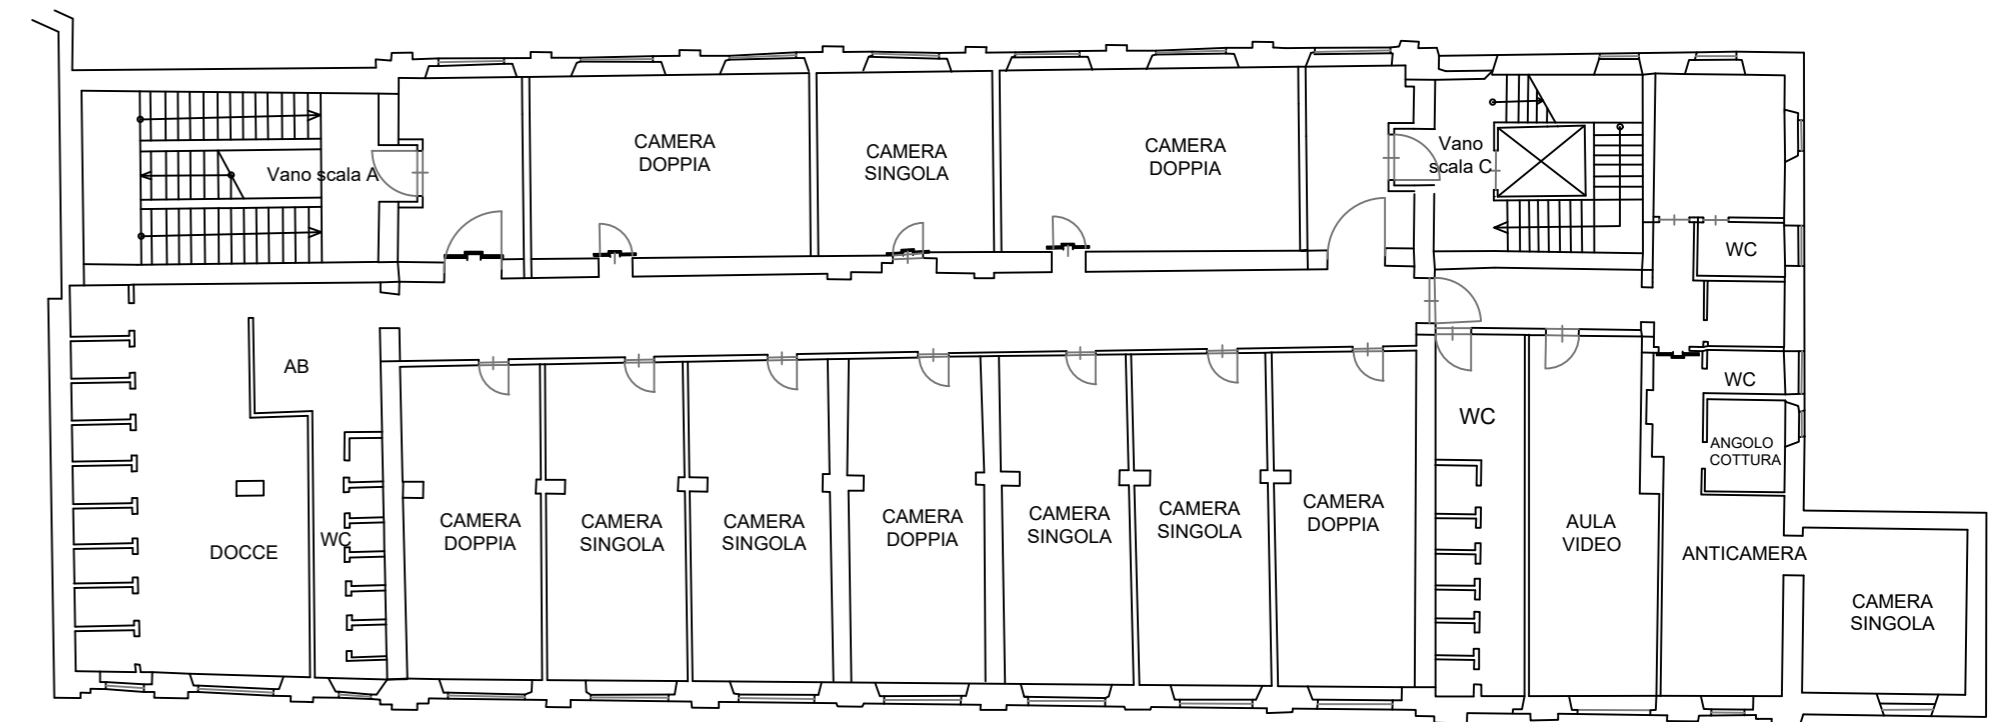 CAMERA
DOPPIA
CAMERA
SINGOLA
CAMERA
DOPPIA
Vano
scala C
Vano scala A
WC
AB
WC
WC
ANGOLO
COTTURA
CAMERA
DOPPIA
CAMERA
SINGOLA
CAMERA
SINGOLA
CAMERA
DOPPIA
CAMERA
SINGOLA
CAMERA
SINGOLA
CAMERA
DOPPIA
AULA
VIDEO
DOCCE
WC
ANTICAMERA
CAMERA
SINGOLA